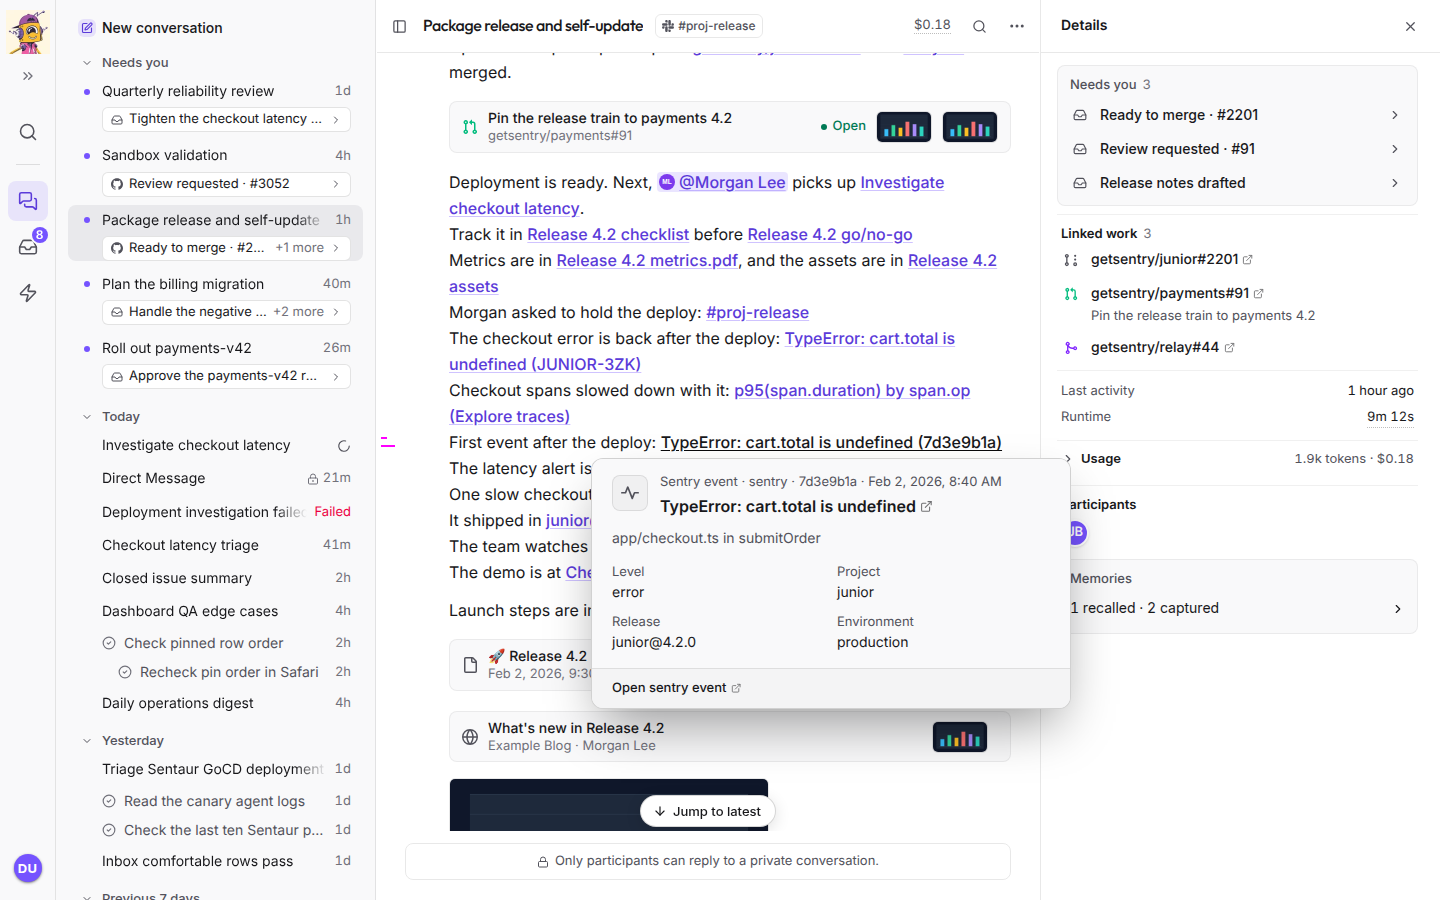 New conversation
Needs you
Quarterly reliability review 1d
Tighten the checkout latency ...
Sandbox validation 4h
Review requested · #3052
Package release and self-update 1h
Ready to merge · #2... +1 more
Plan the billing migration 40m
Handle the negative ... +2 more
Roll out payments-v42 26m
Approve the payments-v42 r...
Today
Investigate checkout latency
Direct Message 21m
Deployment investigation failed Failed
Checkout latency triage 41m
Closed issue summary 2h
Dashboard QA edge cases 4h
Check pinned row order 2h
Recheck pin order in Safari 2h
Daily operations digest 4h
Yesterday
Triage Sentaur GoCD deployment 1d
Read the canary agent logs 1d
Check the last ten Sentaur p... 1d
Inbox comfortable rows pass 1d
Previous 7 days
8
DU
Package release and self-update #proj-release $0.18
merged.
Pin the release train to payments 4.2
getsentry/payments#91
Open
Deployment is ready. Next, ML @Morgan Lee picks up Investigate
checkout latency.
Track it in Release 4.2 checklist before Release 4.2 go/no-go
Metrics are in Release 4.2 metrics.pdf, and the assets are in Release 4.2
assets
Morgan asked to hold the deploy: #proj-release
The checkout error is back after the deploy: TypeError: cart.total is
undefined (JUNIOR-3ZK)
Checkout spans slowed down with it: p95(span.duration) by span.op
(Explore traces)
First event after the deploy: TypeError: cart.total is undefined (7d3e9b1a)
The latency alert is
One slow checkout
It shipped in junior
The team watches
The demo is at Che
Launch steps are in
🚀 Release 4.2
Feb 2, 2026, 9:30
What's new in Release 4.2
Example Blog · Morgan Lee
Jump to latest
Only participants can reply to a private conversation.
Sentry event · sentry · 7d3e9b1a · Feb 2, 2026, 8:40 AM
TypeError: cart.total is undefined
app/checkout.ts in submitOrder
Level Project
error junior
Release Environment
junior@4.2.0 production
Open sentry event
Details
Needs you 3
Ready to merge · #2201
Review requested · #91
Release notes drafted
Linked work 3
getsentry/junior#2201
getsentry/payments#91
Pin the release train to payments 4.2
getsentry/relay#44
Last activity 1 hour ago
Runtime 9m 12s
Usage 1.9k tokens · $0.18
articipants
JB
Memories
1 recalled · 2 captured